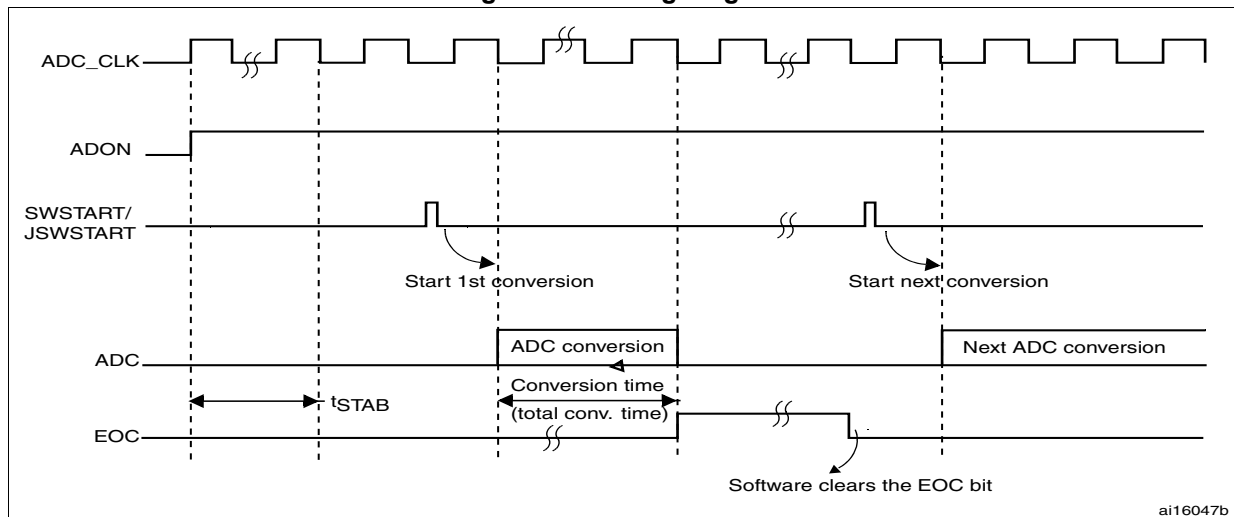 ADC_CLK
ADON
SWSTART/
JSWSTART
Start 1st conversion
Start next conversion
ADC
ADC conversion
Next ADC conversion
Conversion time
(total conv. time)
tSTAB
EOC
Software clears the EOC bit
ai16047b